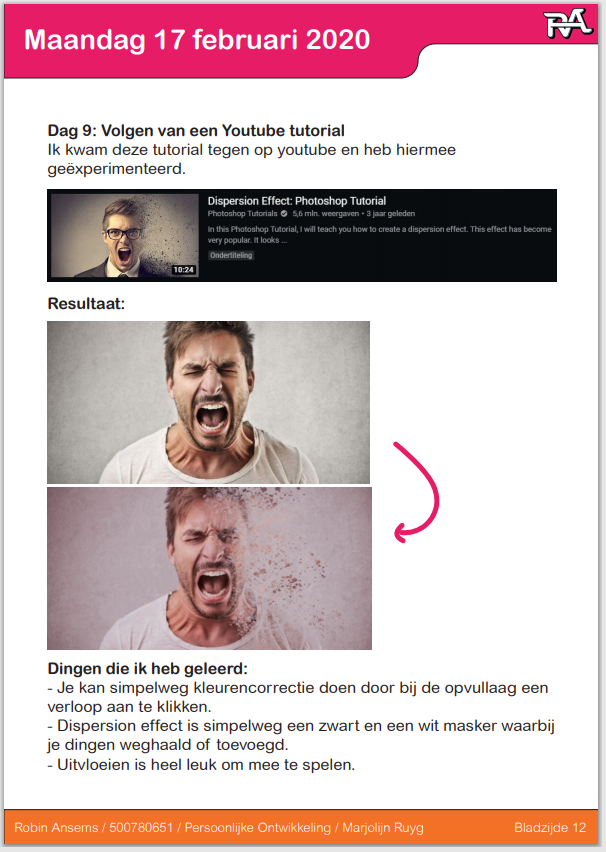 Maandag 17 februari 2020
RA
Dag 9: Volgen van een Youtube tutorial
Ik kwam deze tutorial tegen op youtube en heb hiermee
geëxperimenteerd.
Dispersion Effect: Photoshop Tutorial
Photoshop Tutorials 5,6 mln. weergaven • 3 jaar geleden
In this Photoshop Tutorial, I will teach you how to create a dispersion effect. This effect has become
very popular. It looks ...
Ondertiteling
10:24
Resultaat:
Dingen die ik heb geleerd:
- Je kan simpelweg kleurencorrectie doen door bij de opvullaag een
verloop aan te klikken.
- Dispersion effect is simpelweg een zwart en een wit masker waarbij
je dingen weghaald of toevoegd.
- Uitvloeien is heel leuk om mee te spelen.
Robin Ansems / 500780651 / Persoonlijke Ontwikkeling / Marjolijn Ruyg
Bladzijde 12